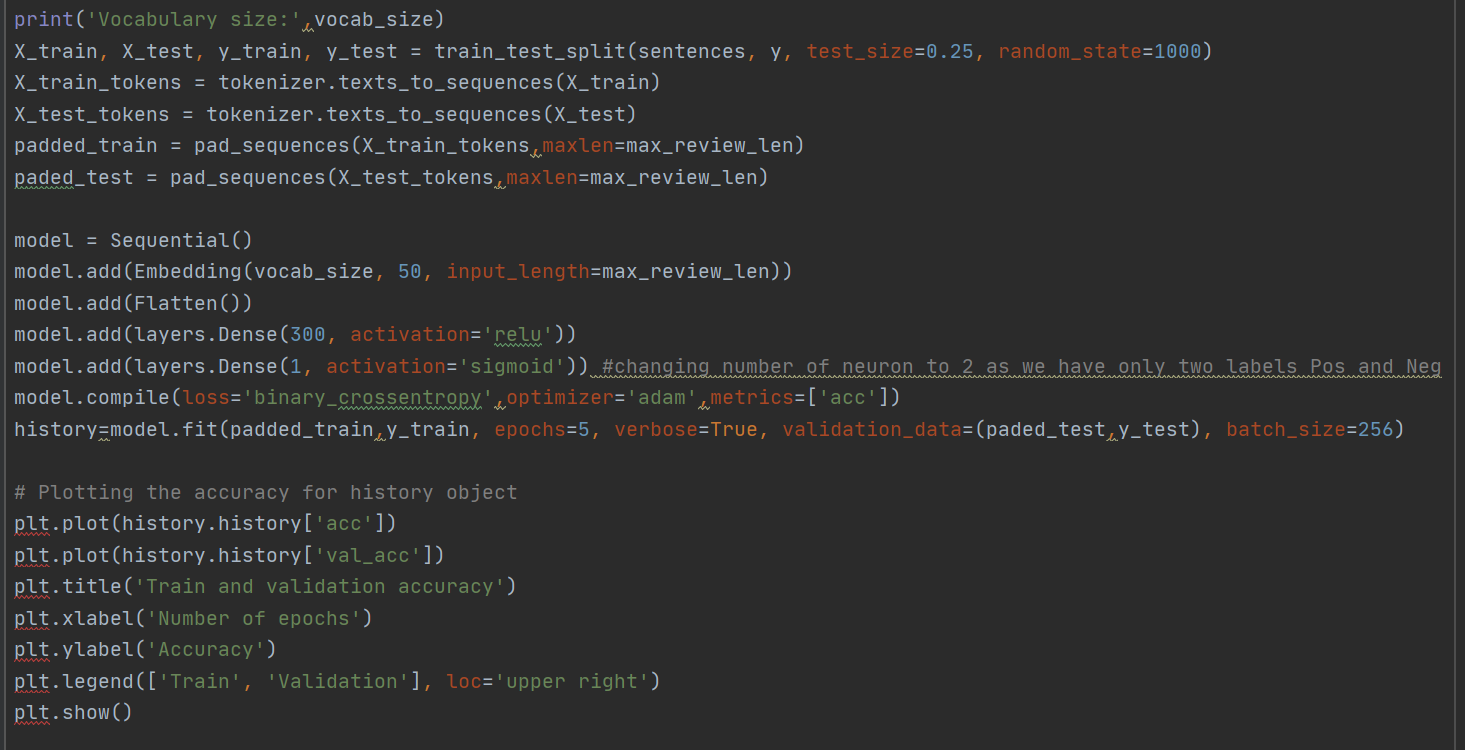 print('Vocabulary size:',vocab_size)
X_train, X_test, y_train, y_test = train_test_split(sentences, y, test_size=0.25, random_state=1000)
X_train_tokens = tokenizer.texts_to_sequences(X_train)
X_test_tokens = tokenizer.texts_to_sequences(X_test)
padded_train = pad_sequences(X_train_tokens,maxlen=max_review_len)
paded_test = pad_sequences(X_test_tokens,maxlen=max_review_len)
model = Sequential()
model.add(Embedding(vocab_size, 50, input_length=max_review_len))
model.add(Flatten())
model.add(layers.Dense(300, activation='relu'))
model.add(layers.Dense(1, activation='sigmoid')) #changing number of neuron to 2 as we have only two labels Pos and Neg
model.compile(loss='binary_crossentropy',optimizer='adam',metrics=['acc'])
history=model.fit(padded_train,y_train, epochs=5, verbose=True, validation_data=(paded_test,y_test), batch_size=256)
# Plotting the accuracy for history object
plt.plot(history.history['acc'])
plt.plot(history.history['val_acc'])
plt.title('Train and validation accuracy')
plt.xlabel('Number of epochs')
plt.ylabel('Accuracy')
plt.legend(['Train', 'Validation'], loc='upper right')
plt.show()